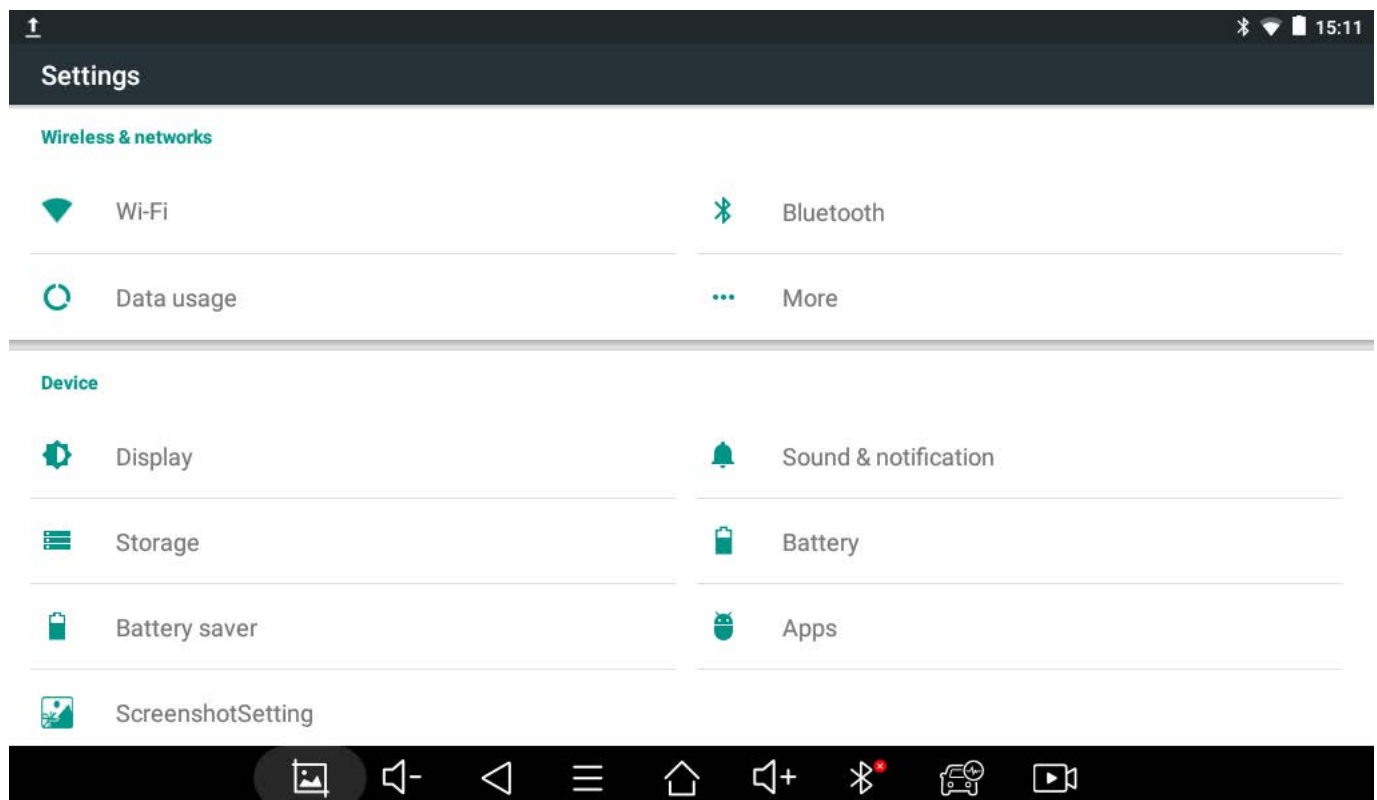 15:11
Settings
Wireless & networks
Wi-Fi
Bluetooth
Data usage
More
Device
Display
Sound & notification
Storage
Battery
Battery saver
Apps
ScreenshotSetting